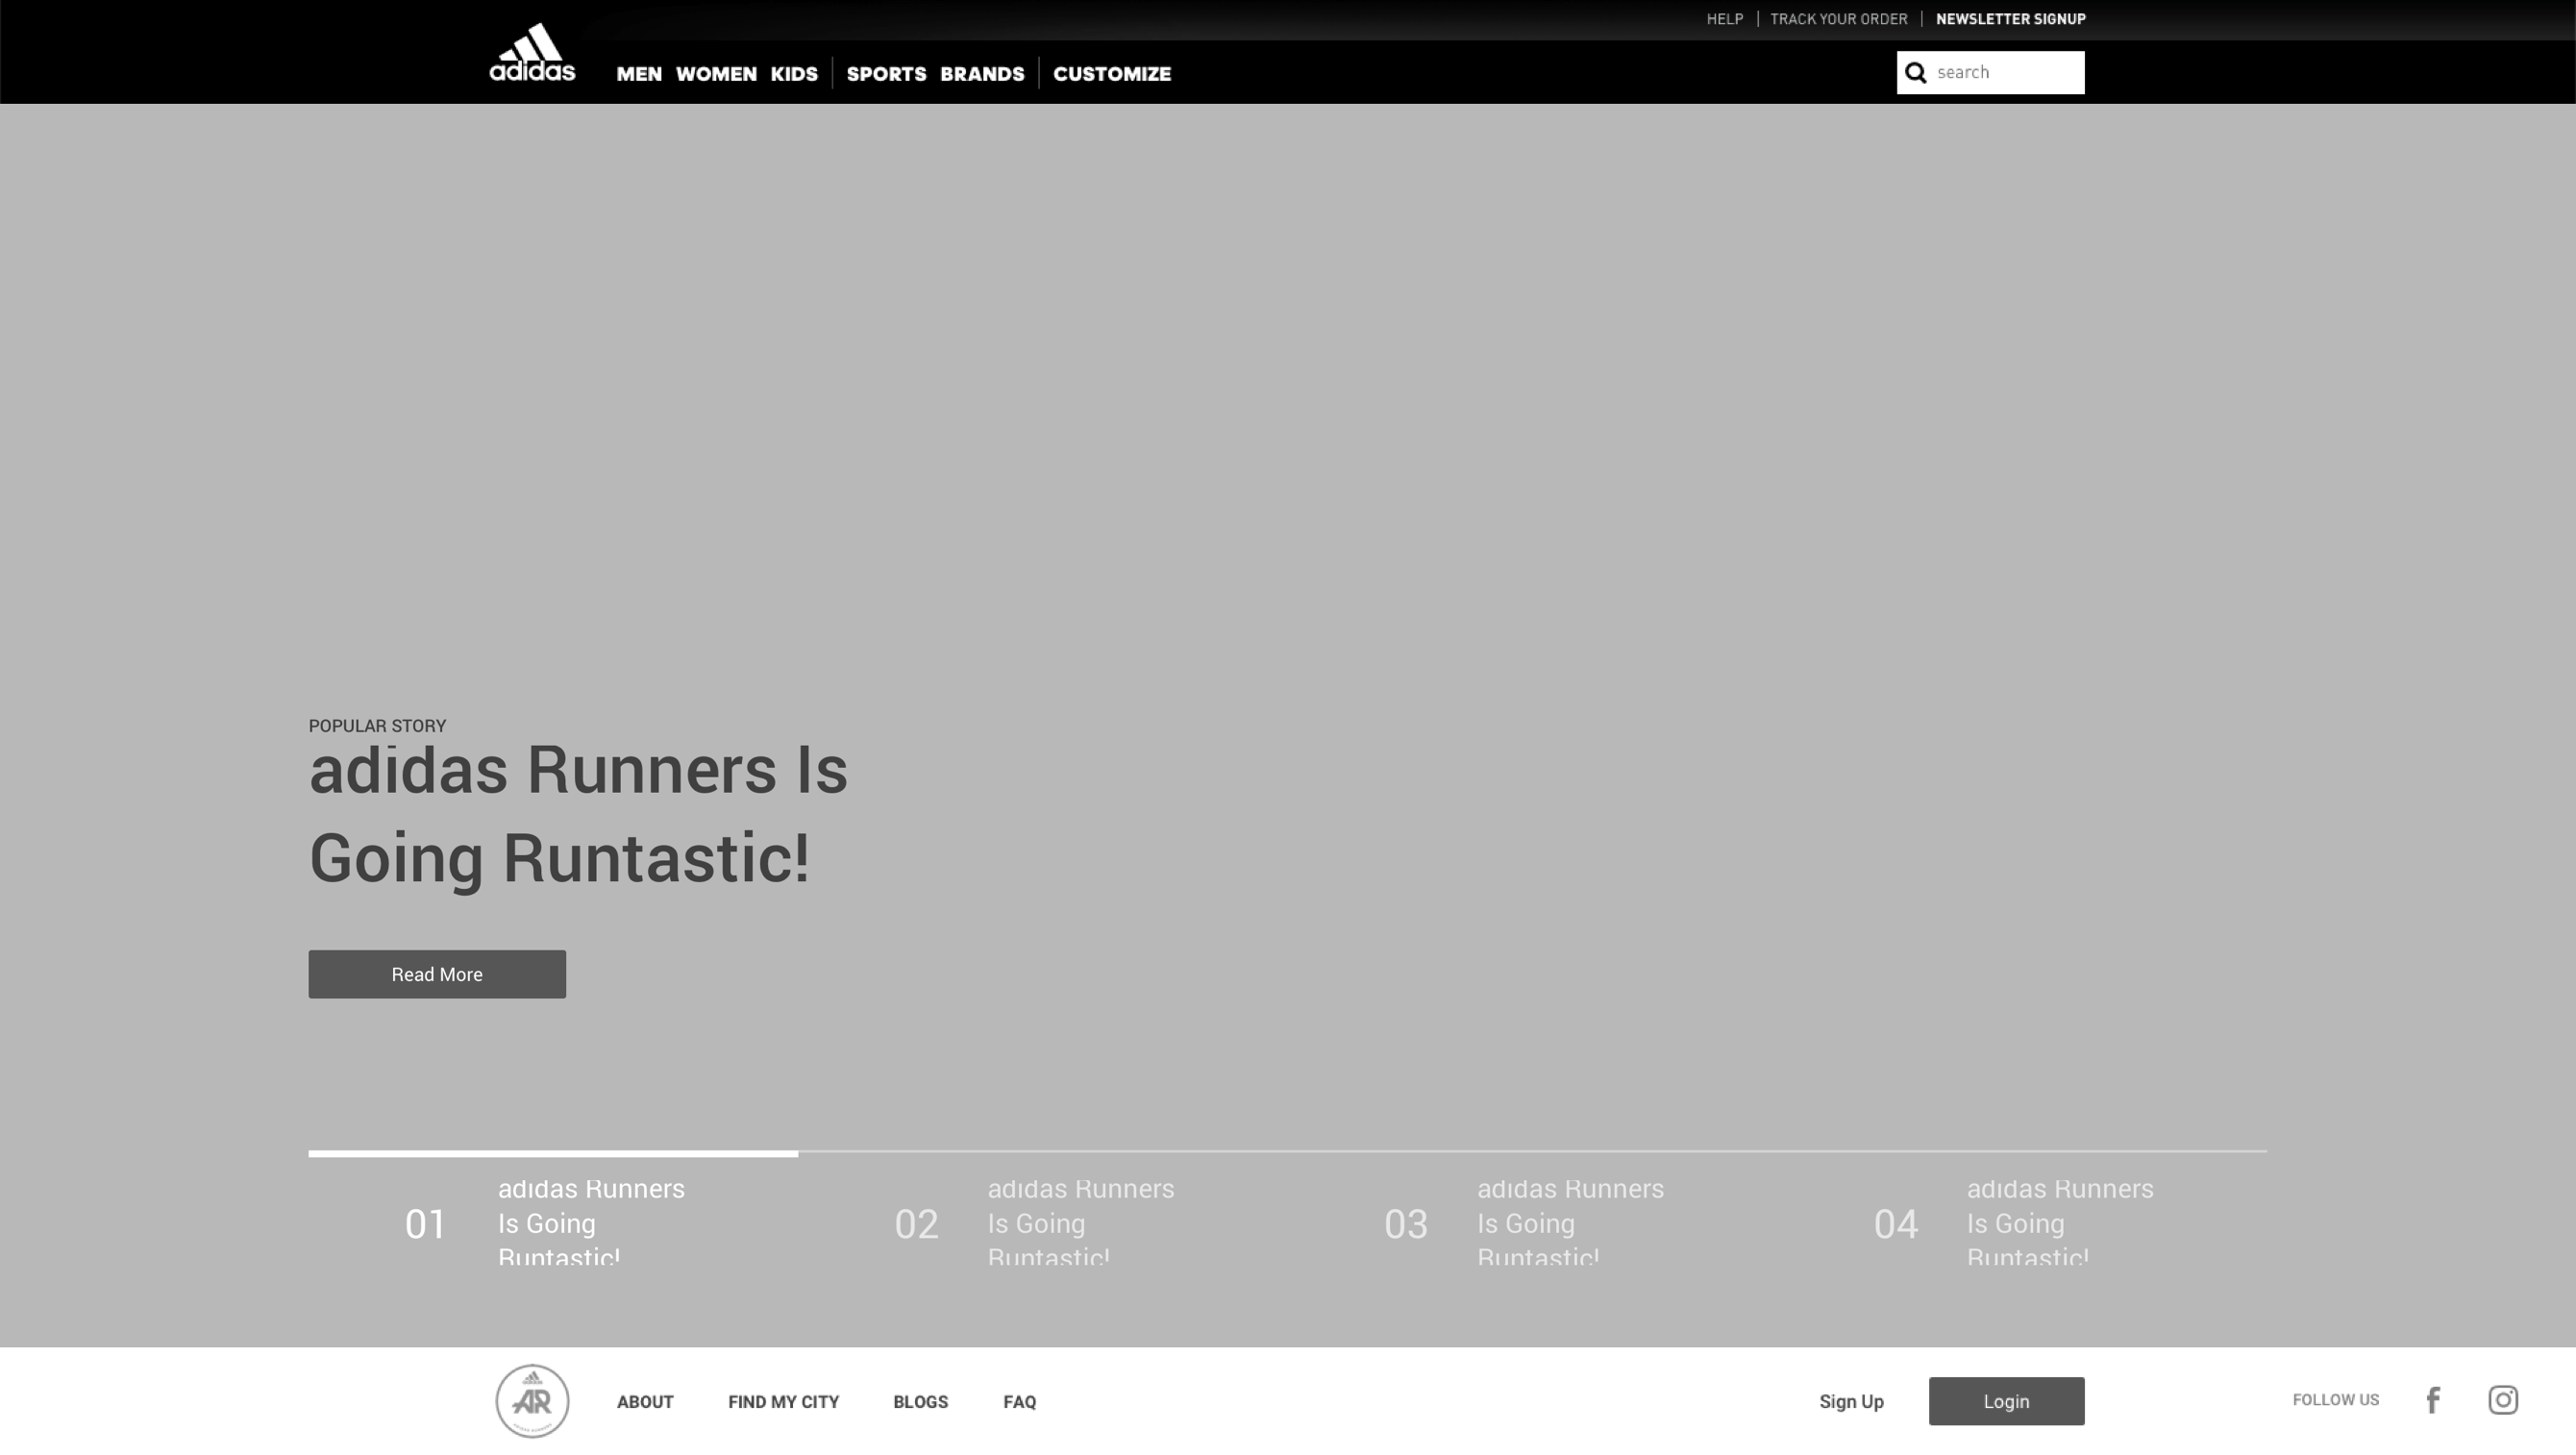 HELP
TRACK YOUR ORDER
NEWSLETTER SIGNUP
adidas
MEN WOMEN KIDS SPORTS BRANDS CUSTOMIZE
search
POPULAR STORY
adidas Runners Is
Going Runtastic!
Read More
01
adidas Runners
Is Going
Runtastic!
02
adidas Runners
Is Going
Runtastic!
03
adidas Runners
Is Going
Runtastic!
04
adidas Runners
Is Going
Runtastic!
adidas
AR
ABOUT
FIND MY CITY
BLOGS
FAQ
Sign Up
Login
FOLLOW US